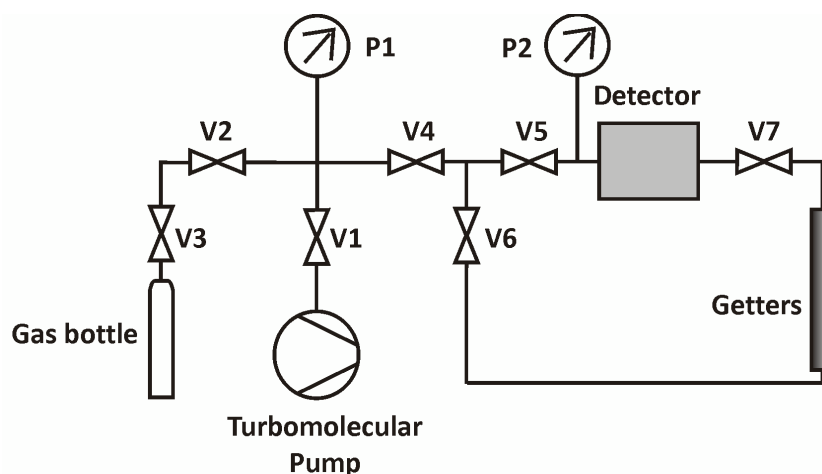 P1
P2
Detector
V2
V4
V5
V7
V3
V1
V6
Getters
Gas bottle
Turbomolecular
Pump